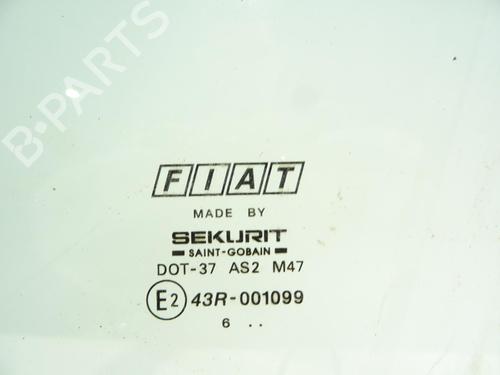 B-PARTS
FIAT
MADE BY
SEKURIT
SAINT-GOBAIN
DOT-37 AS2 M47
E2 43R-001099
6 ..